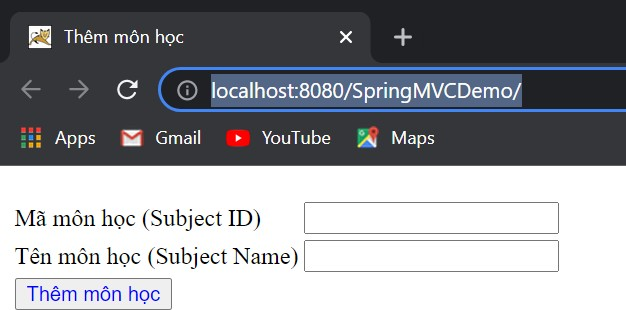 Thêm môn học
localhost:8080/SpringMVCDemo/
Apps Gmail YouTube Maps
Mã môn học (Subject ID)
Tên môn học (Subject Name)
Thêm môn học